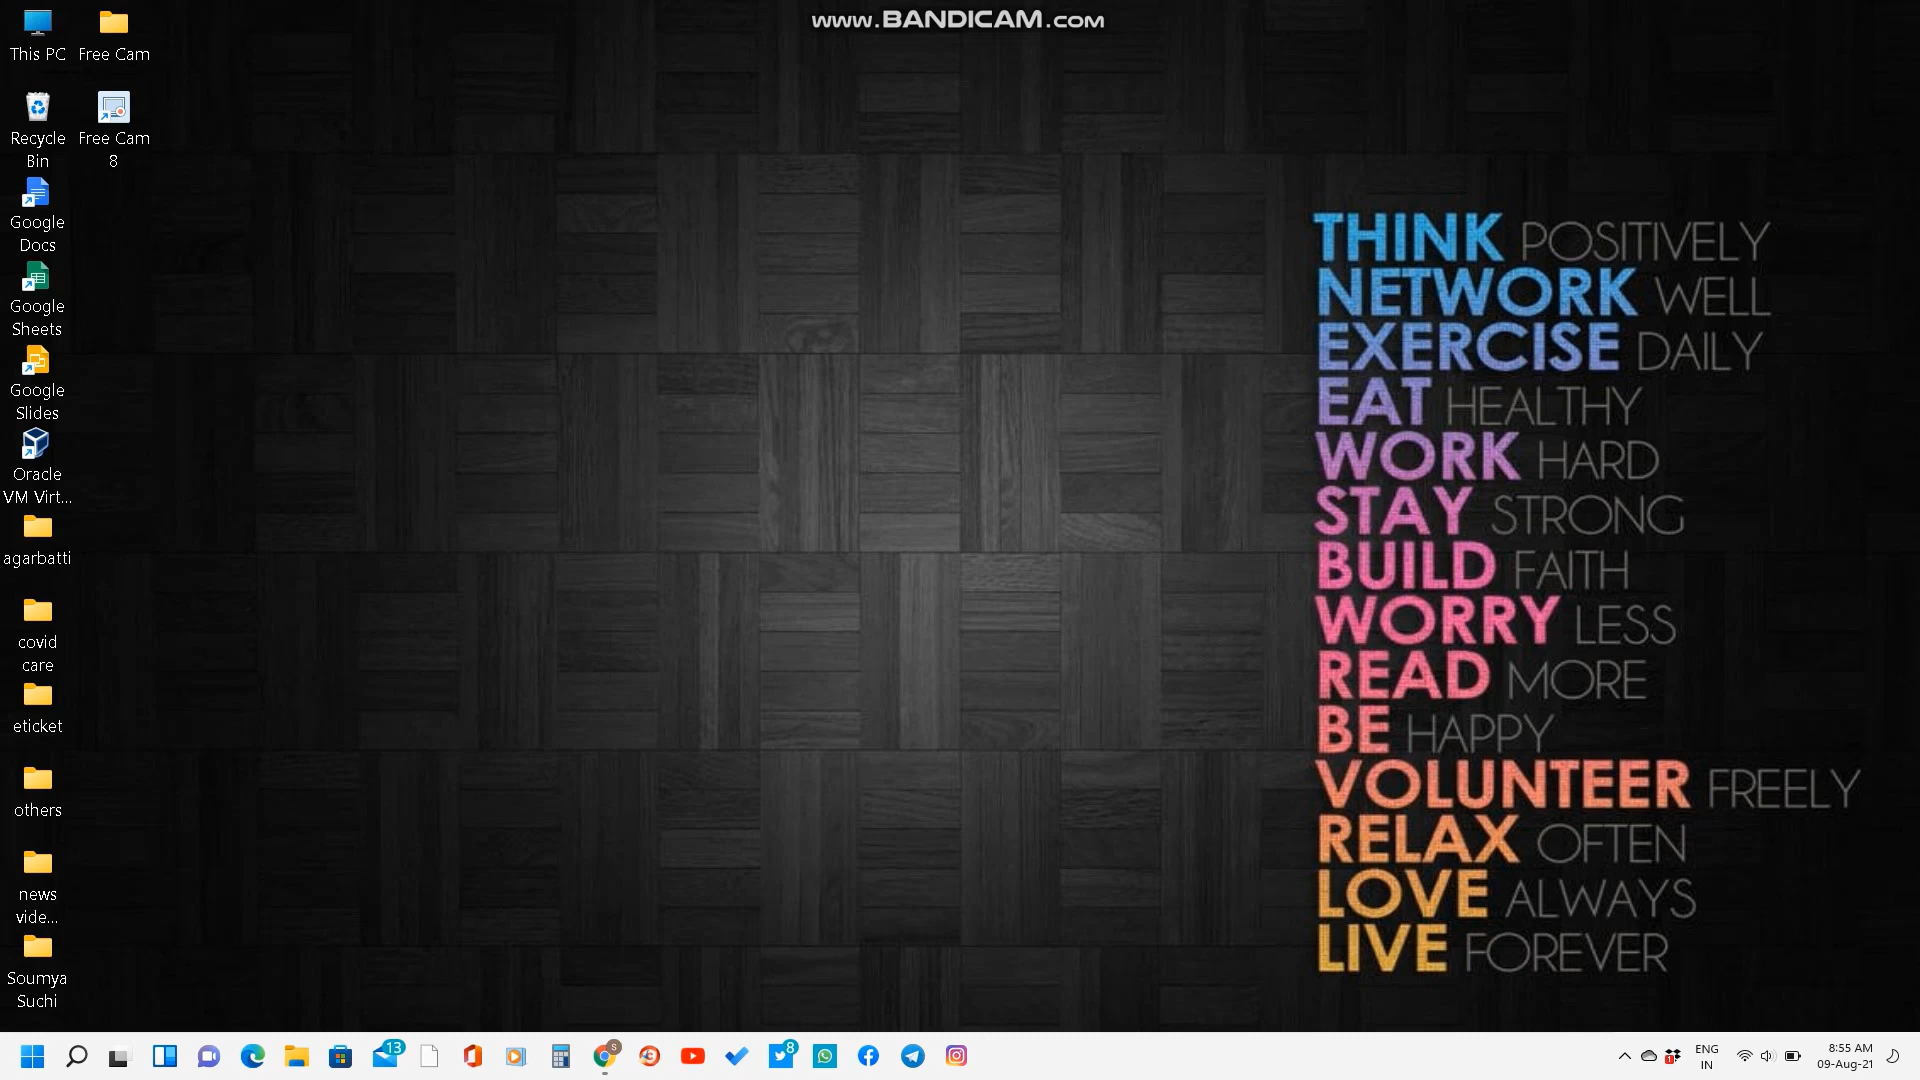 www.BANDICAM.com
This PC
Free Cam
Recycle
Bin
Free Cam
8
Google
Docs
Google
Sheets
Google
Slides
Oracle
VM Virt...
agarbatti
covid
care
eticket
others
news
vide...
Soumya
Suchi
THINK POSITIVELY
NETWORK WELL
EXERCISE DAILY
EAT HEALTHY
WORK HARD
STAY STRONG
BUILD FAITH
WORRY LESS
READ MORE
BE HAPPY
VOLUNTEER FREELY
RELAX OFTEN
LOVE ALWAYS
LIVE FOREVER
13
S
8
1
ENG
IN
8:55 AM
09-Aug-21